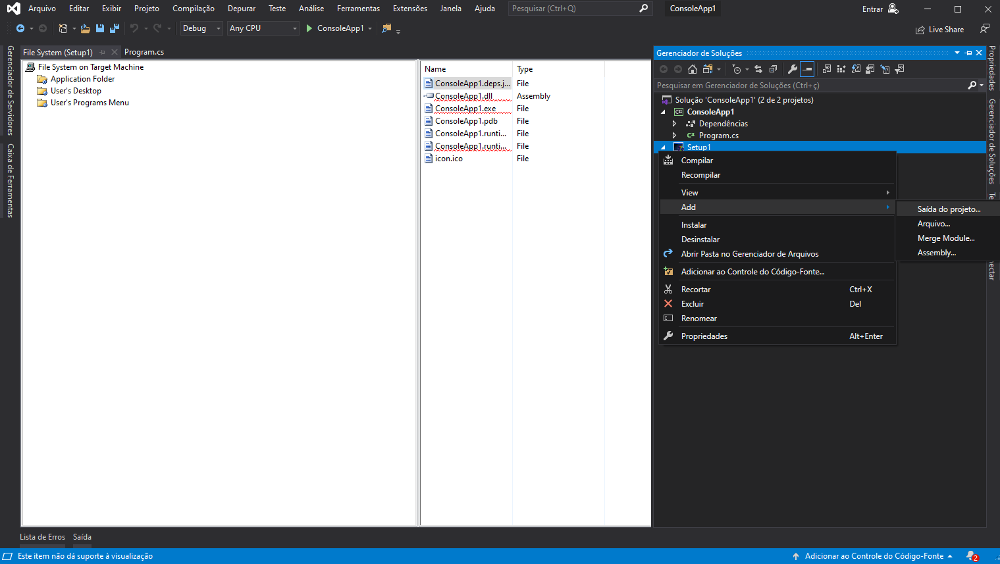 Arquivo Editar Exibir Projeto Compilação Depurar Teste Análise Ferramentas Extensões Janela Ajuda Pesquisar (Ctrl+Q) ConsoleApp1 Entrar
Debug Any CPU ConsoleApp1 Live Share
Gerenciador de Servidores
Caixa de Ferramentas
File System (Setup1) Program.cs
File System on Target Machine
Application Folder
User's Desktop
User's Programs Menu
Name Type
ConsoleApp1.deps.j... File
ConsoleApp1.dll Assembly
ConsoleApp1.exe File
ConsoleApp1.pdb File
ConsoleApp1.runti... File
ConsoleApp1.runti... File
icon.ico File
Gerenciador de Soluções
Pesquisar em Gerenciador de Soluções (Ctrl+ç)
Solução 'ConsoleApp1' (2 de 2 projetos)
C# ConsoleApp1
Dependências
C# Program.cs
Setup1
Compilar
Recompilar
View
Add
Instalar
Desinstalar
Abrir Pasta no Gerenciador de Arquivos
Adicionar ao Controle do Código-Fonte...
Recortar Ctrl+X
Excluir Del
Renomear
Propriedades Alt+Enter
Saída do projeto...
Arquivo...
Merge Module...
Assembly...
Propriedades
Gerenciador de Soluções
Te
ectar
Lista de Erros Saída
Este item não dá suporte à visualização Adicionar ao Controle do Código-Fonte 2